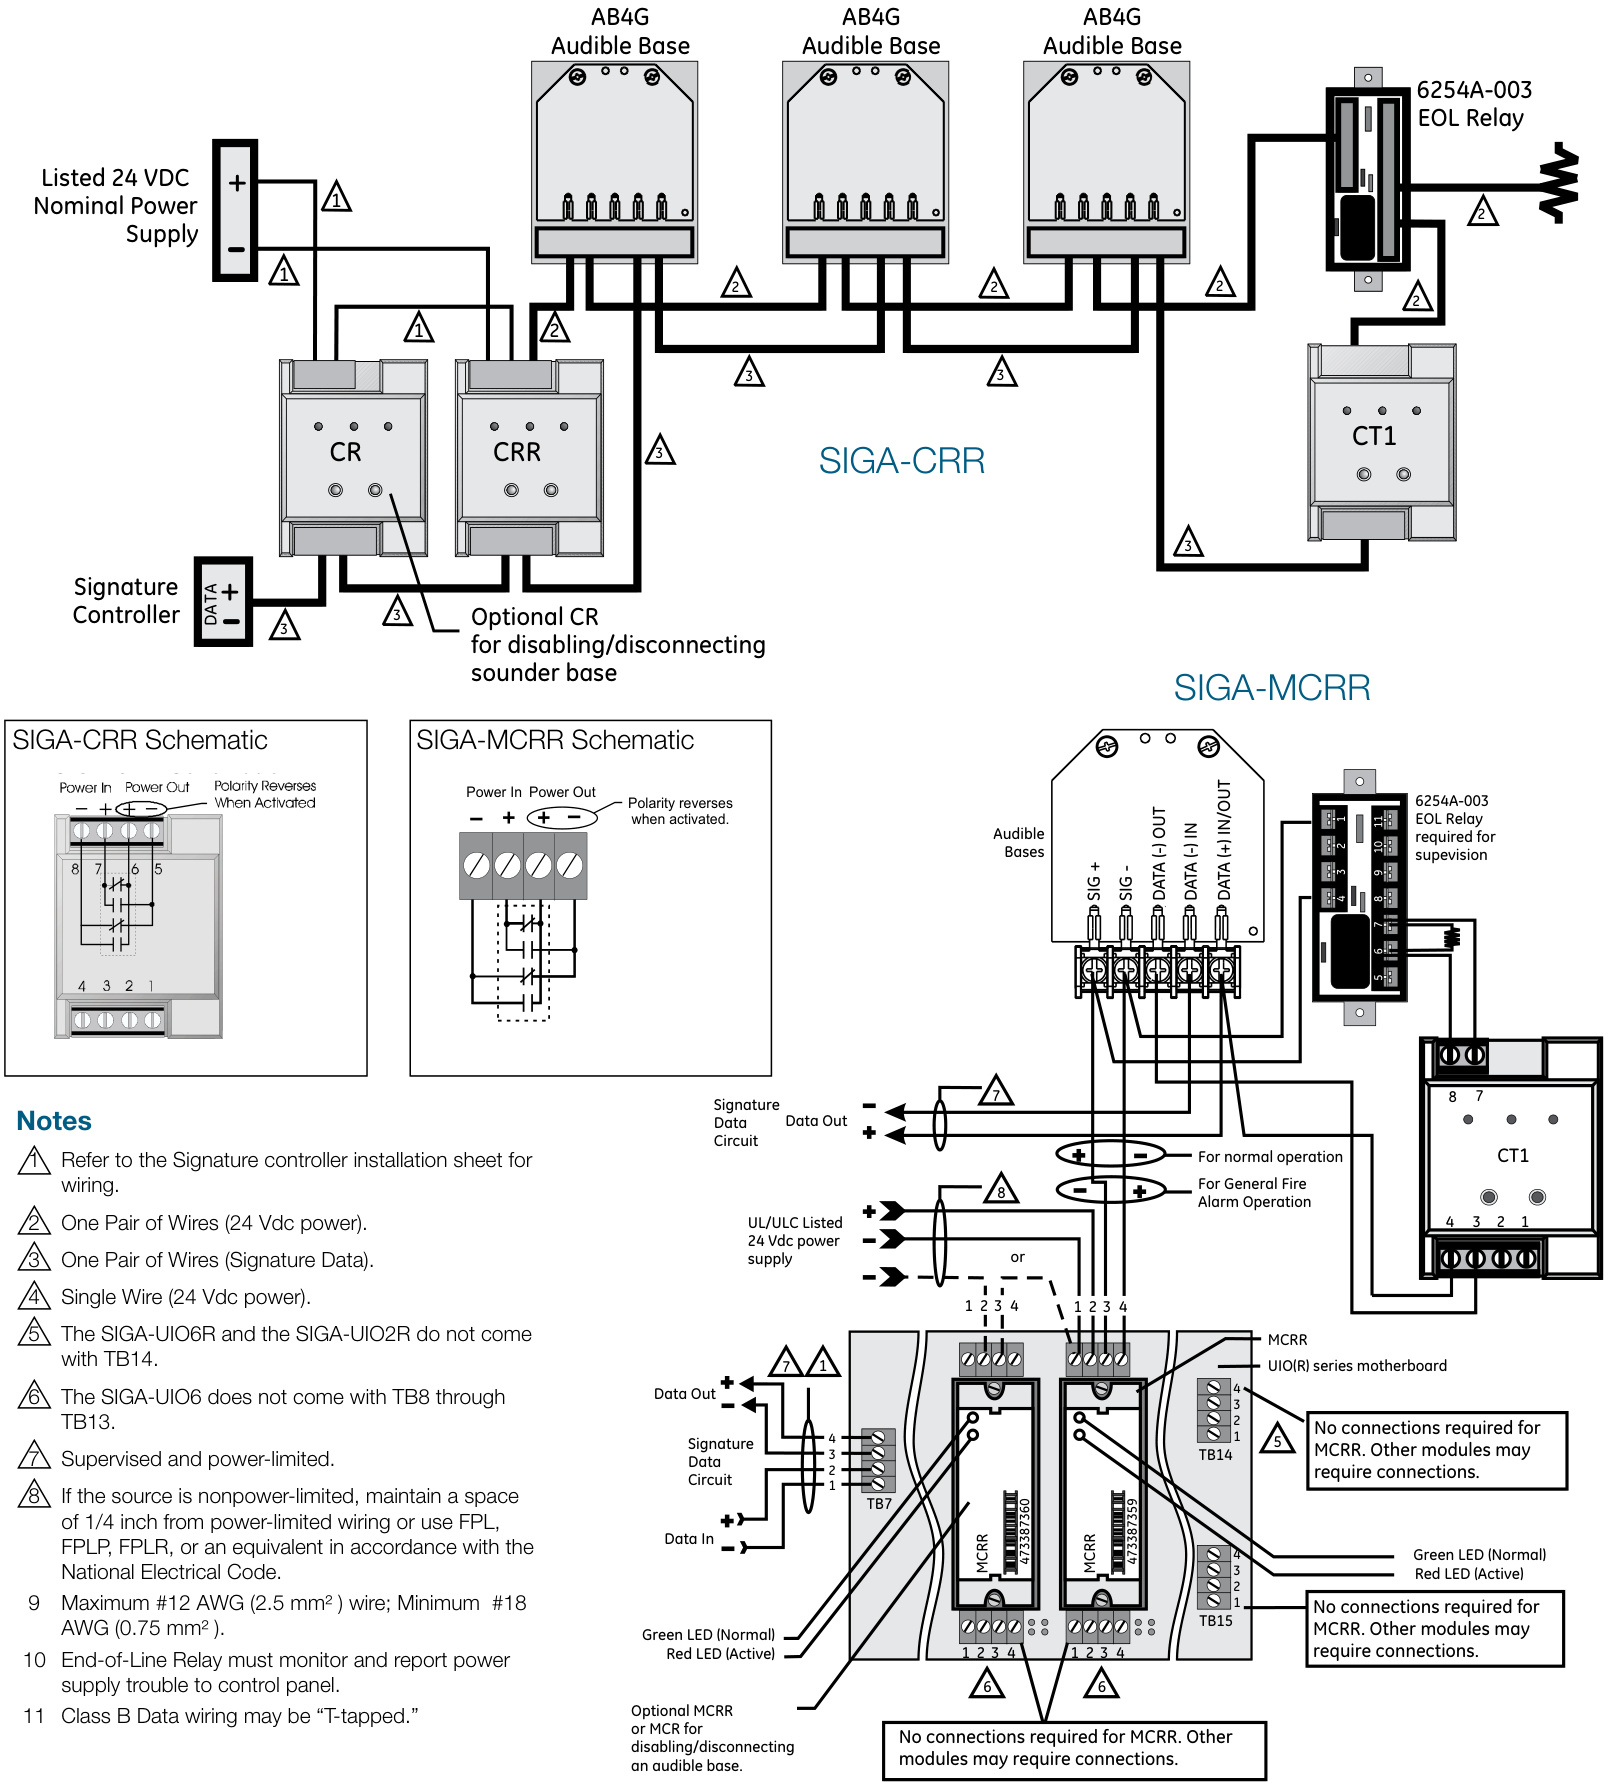 AB4G
Audible Base
AB4G
Audible Base
AB4G
Audible Base
6254A-003
EOL Relay
Listed 24 VDC
Nominal Power
Supply
+
−
1
1
1
2
2
2
2
2
2
3
3
3
3
CR
CRR
SIGA-CRR
CT1
Signature
Controller
DATA
+
−
3
3
Optional CR
for disabling/disconnecting
sounder base
SIGA-MCRR
SIGA-CRR Schematic
Power In Power Out
Polarity Reverses
When Activated
− + + −
8 7 6 5
4 3 2 1
SIGA-MCRR Schematic
Power In Power Out
− + + −
Polarity reverses
when activated.
Audible
Bases
SIG +
SIG -
DATA (-) OUT
DATA (-) IN
DATA (+) IN/OUT
6254A-003
EOL Relay
required for
supevision
1
2
3
4
11
10
9
8
7
6
5
8 7
CT1
4 3 2 1
Signature
Data
Circuit
Data Out
−
+
7
+ −
For normal operation
− +
For General Fire
Alarm Operation
8
UL/ULC Listed
24 Vdc power
supply
+
−
−
or
1 2 3 4
1 2 3 4
MCRR
UIO(R) series motherboard
7
1
Data Out
+
−
Signature
Data
Circuit
4
3
2
1
TB7
Data In
+
−
MCRR
473387360
MCRR
473387359
4
3
2
1
TB14
5
No connections required for
MCRR. Other modules may
require connections.
4
3
2
1
TB15
Green LED (Normal)
Red LED (Active)
No connections required for
MCRR. Other modules may
require connections.
Green LED (Normal)
Red LED (Active)
1 2 3 4
1 2 3 4
6
6
Optional MCRR
or MCR for
disabling/disconnecting
an audible base.
No connections required for MCRR. Other
modules may require connections.
Notes
1 Refer to the Signature controller installation sheet for
wiring.
2 One Pair of Wires (24 Vdc power).
3 One Pair of Wires (Signature Data).
4 Single Wire (24 Vdc power).
5 The SIGA-UIO6R and the SIGA-UIO2R do not come
with TB14.
6 The SIGA-UIO6 does not come with TB8 through
TB13.
7 Supervised and power-limited.
8 If the source is nonpower-limited, maintain a space
of 1/4 inch from power-limited wiring or use FPL,
FPLP, FPLR, or an equivalent in accordance with the
National Electrical Code.
9 Maximum #12 AWG (2.5 mm² ) wire; Minimum #18
AWG (0.75 mm² ).
10 End-of-Line Relay must monitor and report power
supply trouble to control panel.
11 Class B Data wiring may be “T-tapped.”